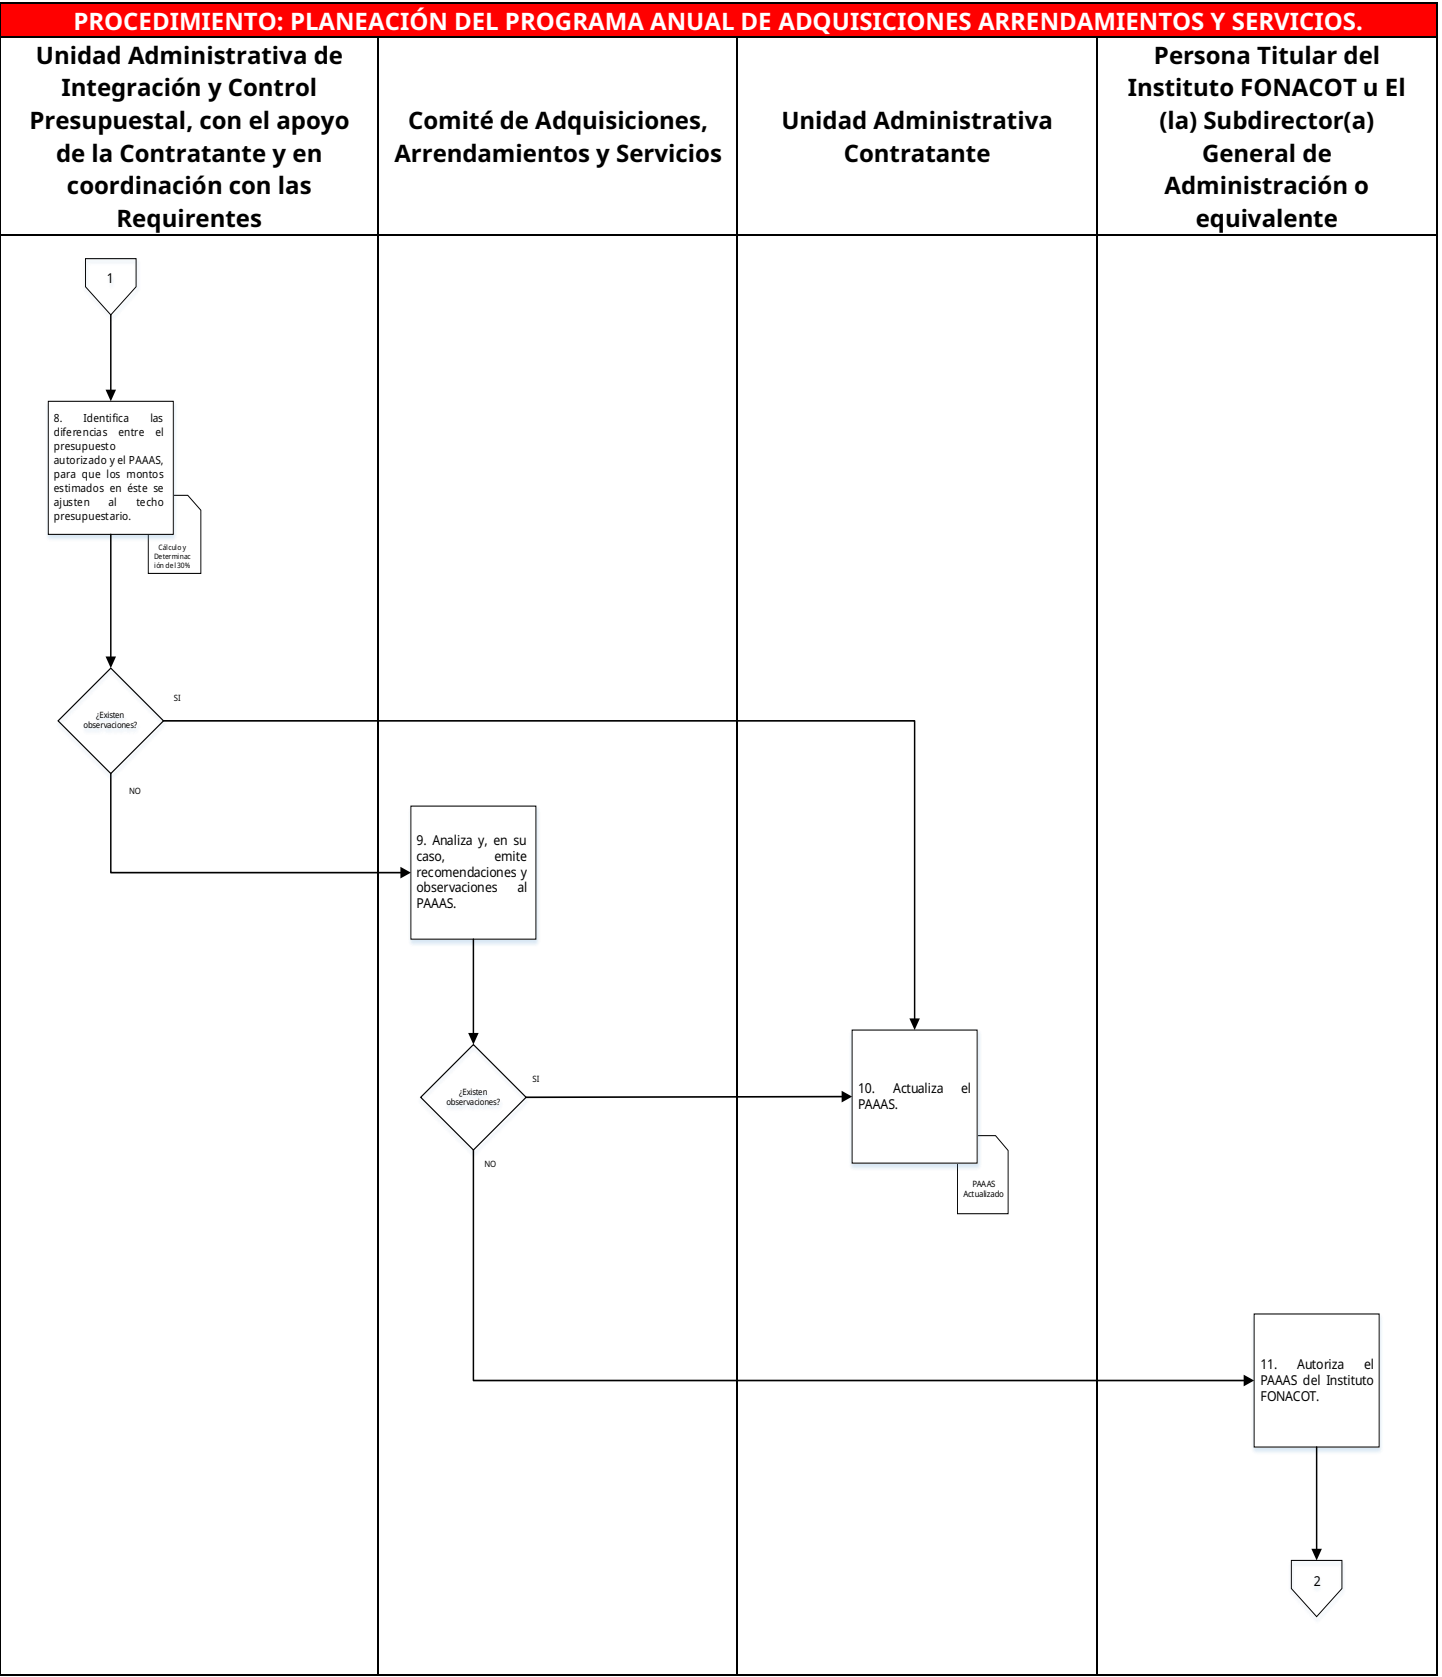 PROCEDIMIENTO: PLANEACIÓN DEL PROGRAMA ANUAL DE ADQUISICIONES ARRENDAMIENTOS Y SERVICIOS.
Unidad Administrativa de
Integración y Control
Presupuestal, con el apoyo
de la Contratante y en
coordinación con las
Requirentes
Comité de Adquisiciones,
Arrendamientos y Servicios
Unidad Administrativa
Contratante
Persona Titular del
Instituto FONACOT u El
(la) Subdirector(a)
General de
Administración o
equivalente
1
8. Identifica las
diferencias entre el
presupuesto
autorizado y el PAAAS,
para que los montos
estimados en éste se
ajusten al techo
presupuestario.
Cálculo y
Determinac
ión del 30%
¿Existen
observaciones?
SI
NO
9. Analiza y, en su
caso, emite
recomendaciones y
observaciones al
PAAAS.
¿Existen
observaciones?
SI
NO
10. Actualiza el
PAAAS.
PAAAS
Actualizado
11. Autoriza el
PAAAS del Instituto
FONACOT.
2